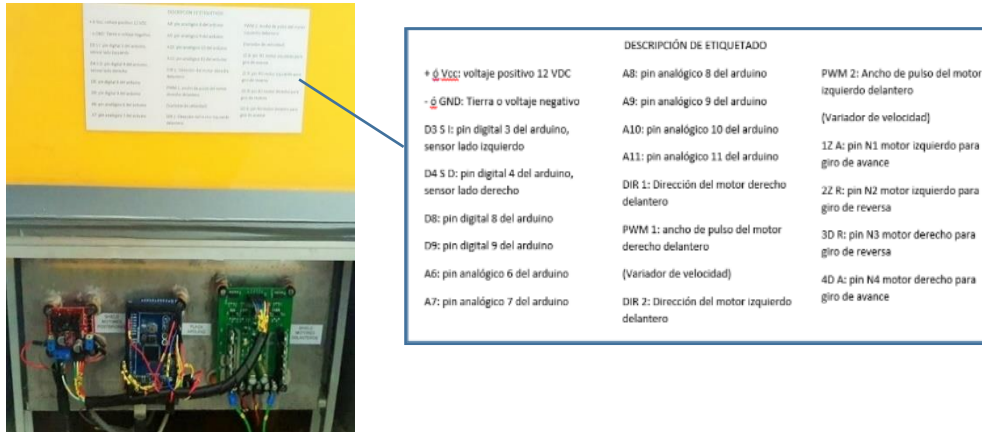 DESCRIPCIÓN DE ETIQUETADO
+ ó Vcc: voltaje positivo 12 VDC
- ó GND: Tierra o voltaje negativo
D3 S I: pin digital 3 del arduino,
sensor lado izquierdo
D4 S D: pin digital 4 del arduino,
sensor lado derecho
D8: pin digital 8 del arduino
D9: pin digital 9 del arduino
A6: pin analógico 6 del arduino
A7: pin analógico 7 del arduino
A8: pin analógico 8 del arduino
A9: pin analógico 9 del arduino
A10: pin analógico 10 del arduino
A11: pin analógico 11 del arduino
DIR 1: Dirección del motor derecho
delantero
PWM 1: ancho de pulso del motor
derecho delantero
(Variador de velocidad)
DIR 2: Dirección del motor izquierdo
delantero
PWM 2: Ancho de pulso del motor
izquierdo delantero
(Variador de velocidad)
1Z A: pin N1 motor izquierdo para
giro de avance
2Z R: pin N2 motor izquierdo para
giro de reversa
3D R: pin N3 motor derecho para
giro de reversa
4D A: pin N4 motor derecho para
giro de avance